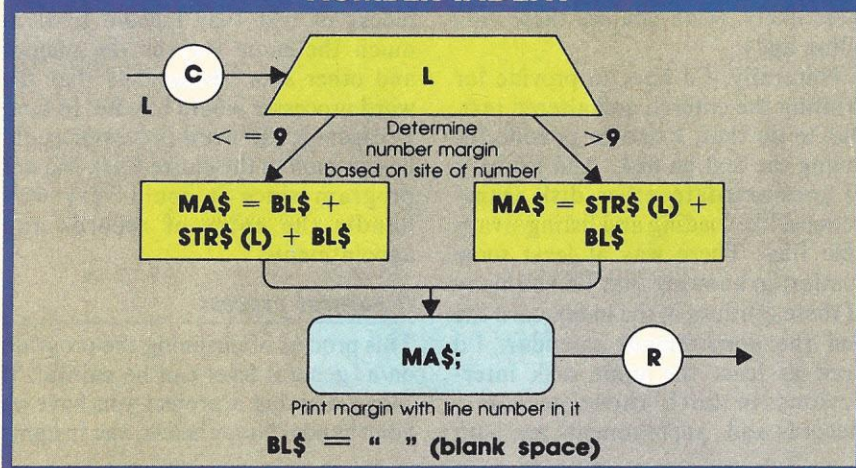 C
L
L
< = 9
Determine
number margin
based on site of number
>9
MA$ = BL$ +
STR$ (L) + BL$
MA$ = STR$ (L) +
BL$
MA$;
R
Print margin with line number in it
BL$ = “ ” (blank space)